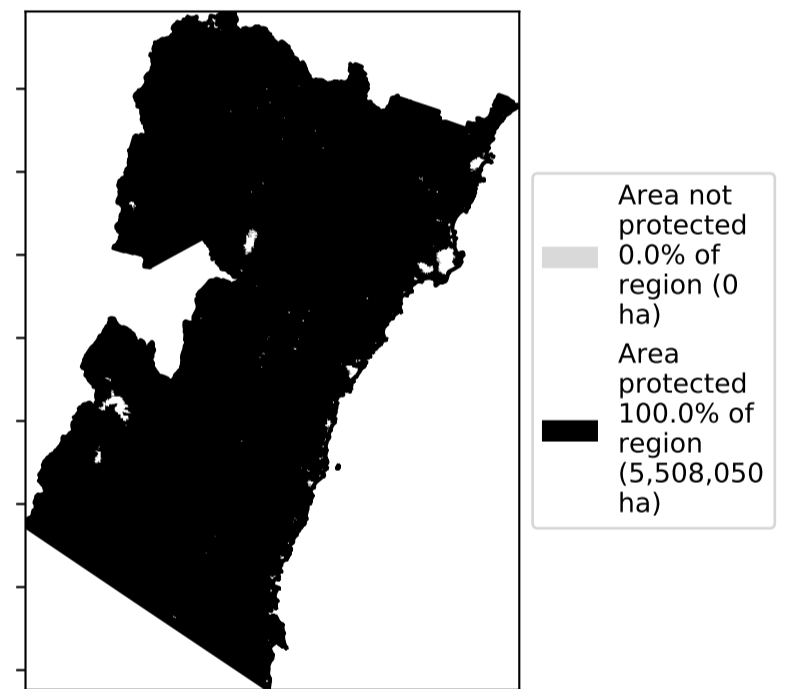 Area not
protected
0.0% of
region (0
ha)
Area
protected
100.0% of
region
(5,508,050
ha)